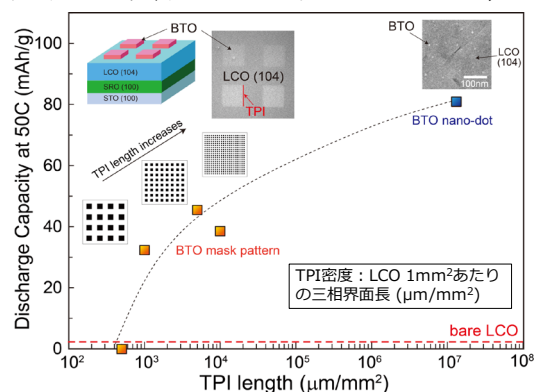 Discharge Capacity at 50C (mAh/g)
100
80
60
40
20
0
BTO
LCO (104)
SRO (100)
STO (100)
LCO (104)
TPI
BTO
LCO
(104)
100nm
BTO nano-dot
TPI length increases
BTO mask pattern
TPI密度：LCO 1mm²あたり
の三相界面長 (μm/mm²)
bare LCO
10² 10³ 10⁴ 10⁵ 10⁶ 10⁷ 10⁸
TPI length (μm/mm²)